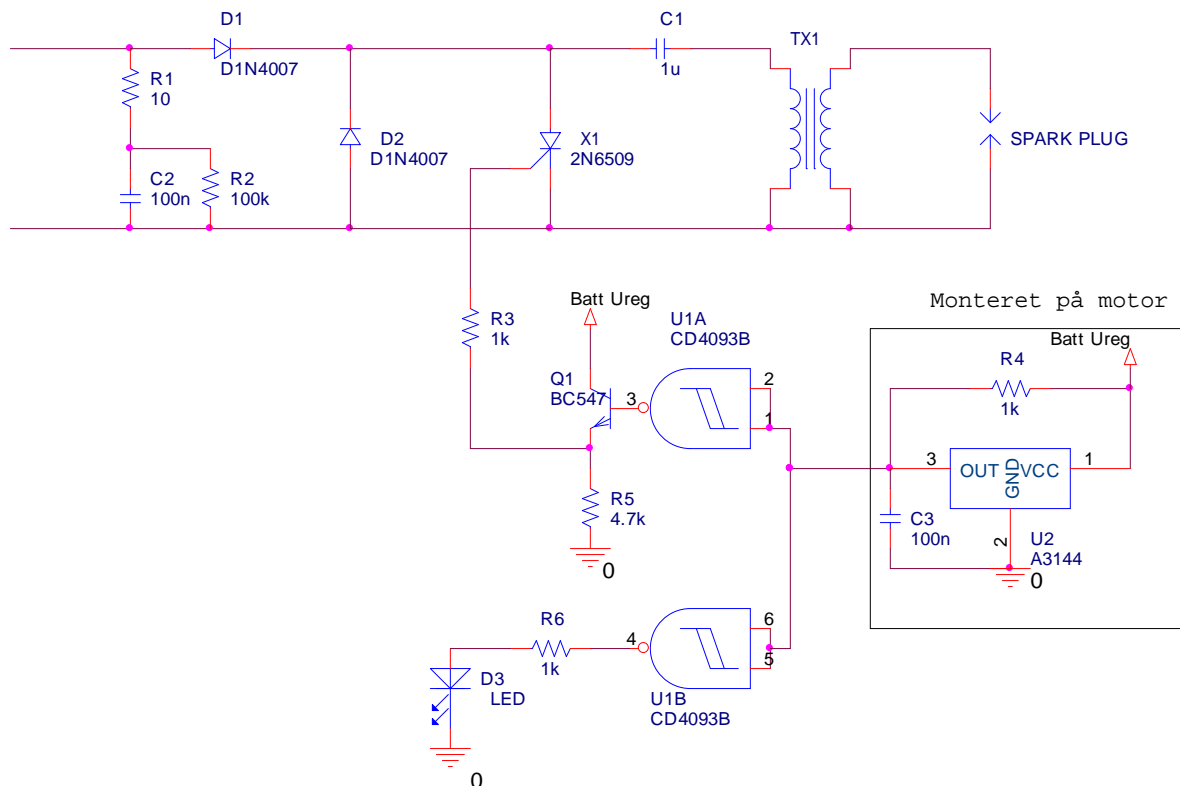 D1
D1N4007
R1
10
C2
100n
R2
100k
D2
D1N4007
X1
2N6509
C1
1u
TX1
SPARK PLUG
R3
1k
Batt Ureg
Q1
BC547
3
U1A
CD4093B
2
1
R5
4.7k
0
Monteret på motor
Batt Ureg
R4
1k
3
OUT
GND
VCC
1
C3
100n
2
U2
A3144
0
R6
1k
4
6
5
U1B
CD4093B
D3
LED
0